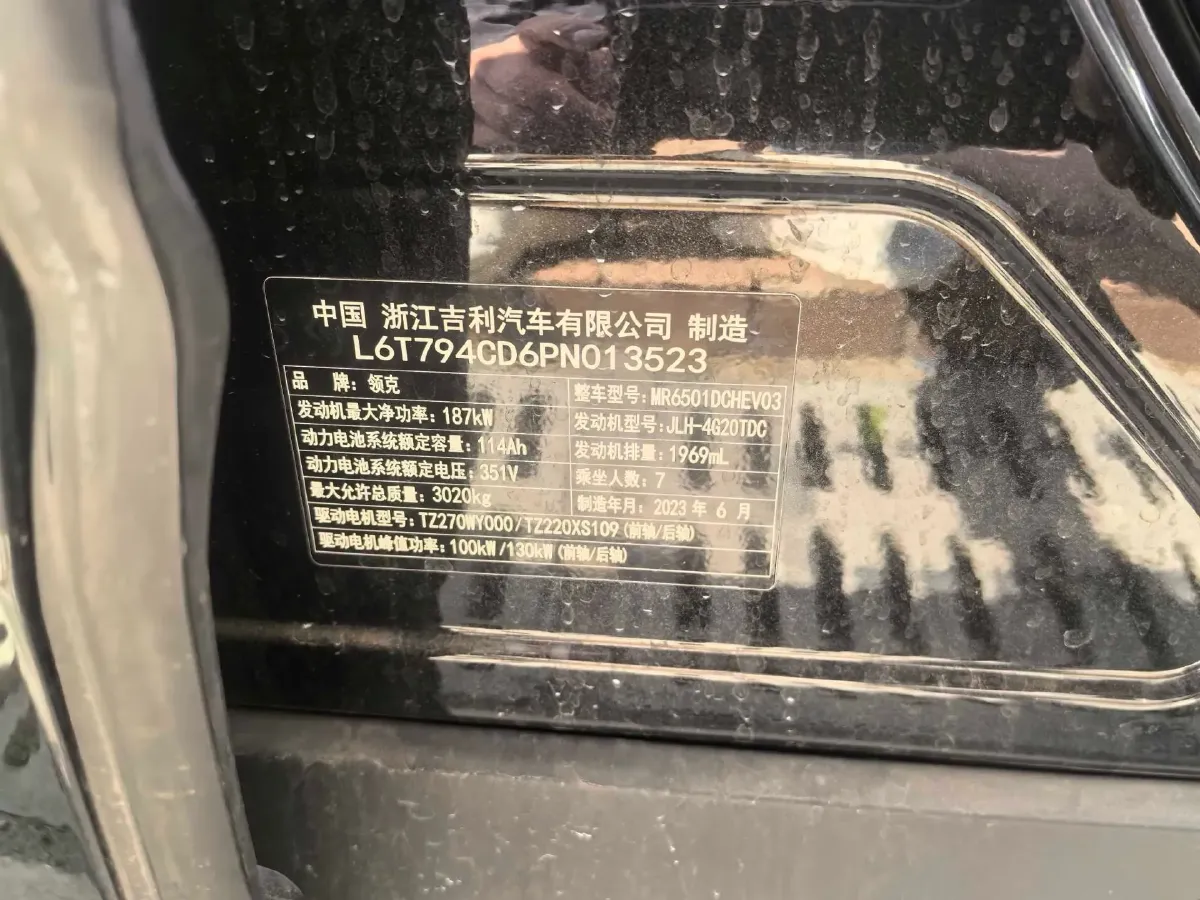 中国 浙江吉利汽车有限公司 制造
L6T794CD6PN013523
品 牌：领克 整车型号：MR6501DCHEV03
发动机最大净功率：187kW 发动机型号：JLH-4G20TDC
动力电池系统额定容量：114Ah 发动机排量：1969mL
动力电池系统额定电压：351V 乘坐人数：7
最大允许总质量：3020kg 制造年月：2023 年 6 月
驱动电机型号：TZ270WY000/TZ220XS109(前轴/后轴)
驱动电机峰值功率：100kW/130kW(前轴/后轴)